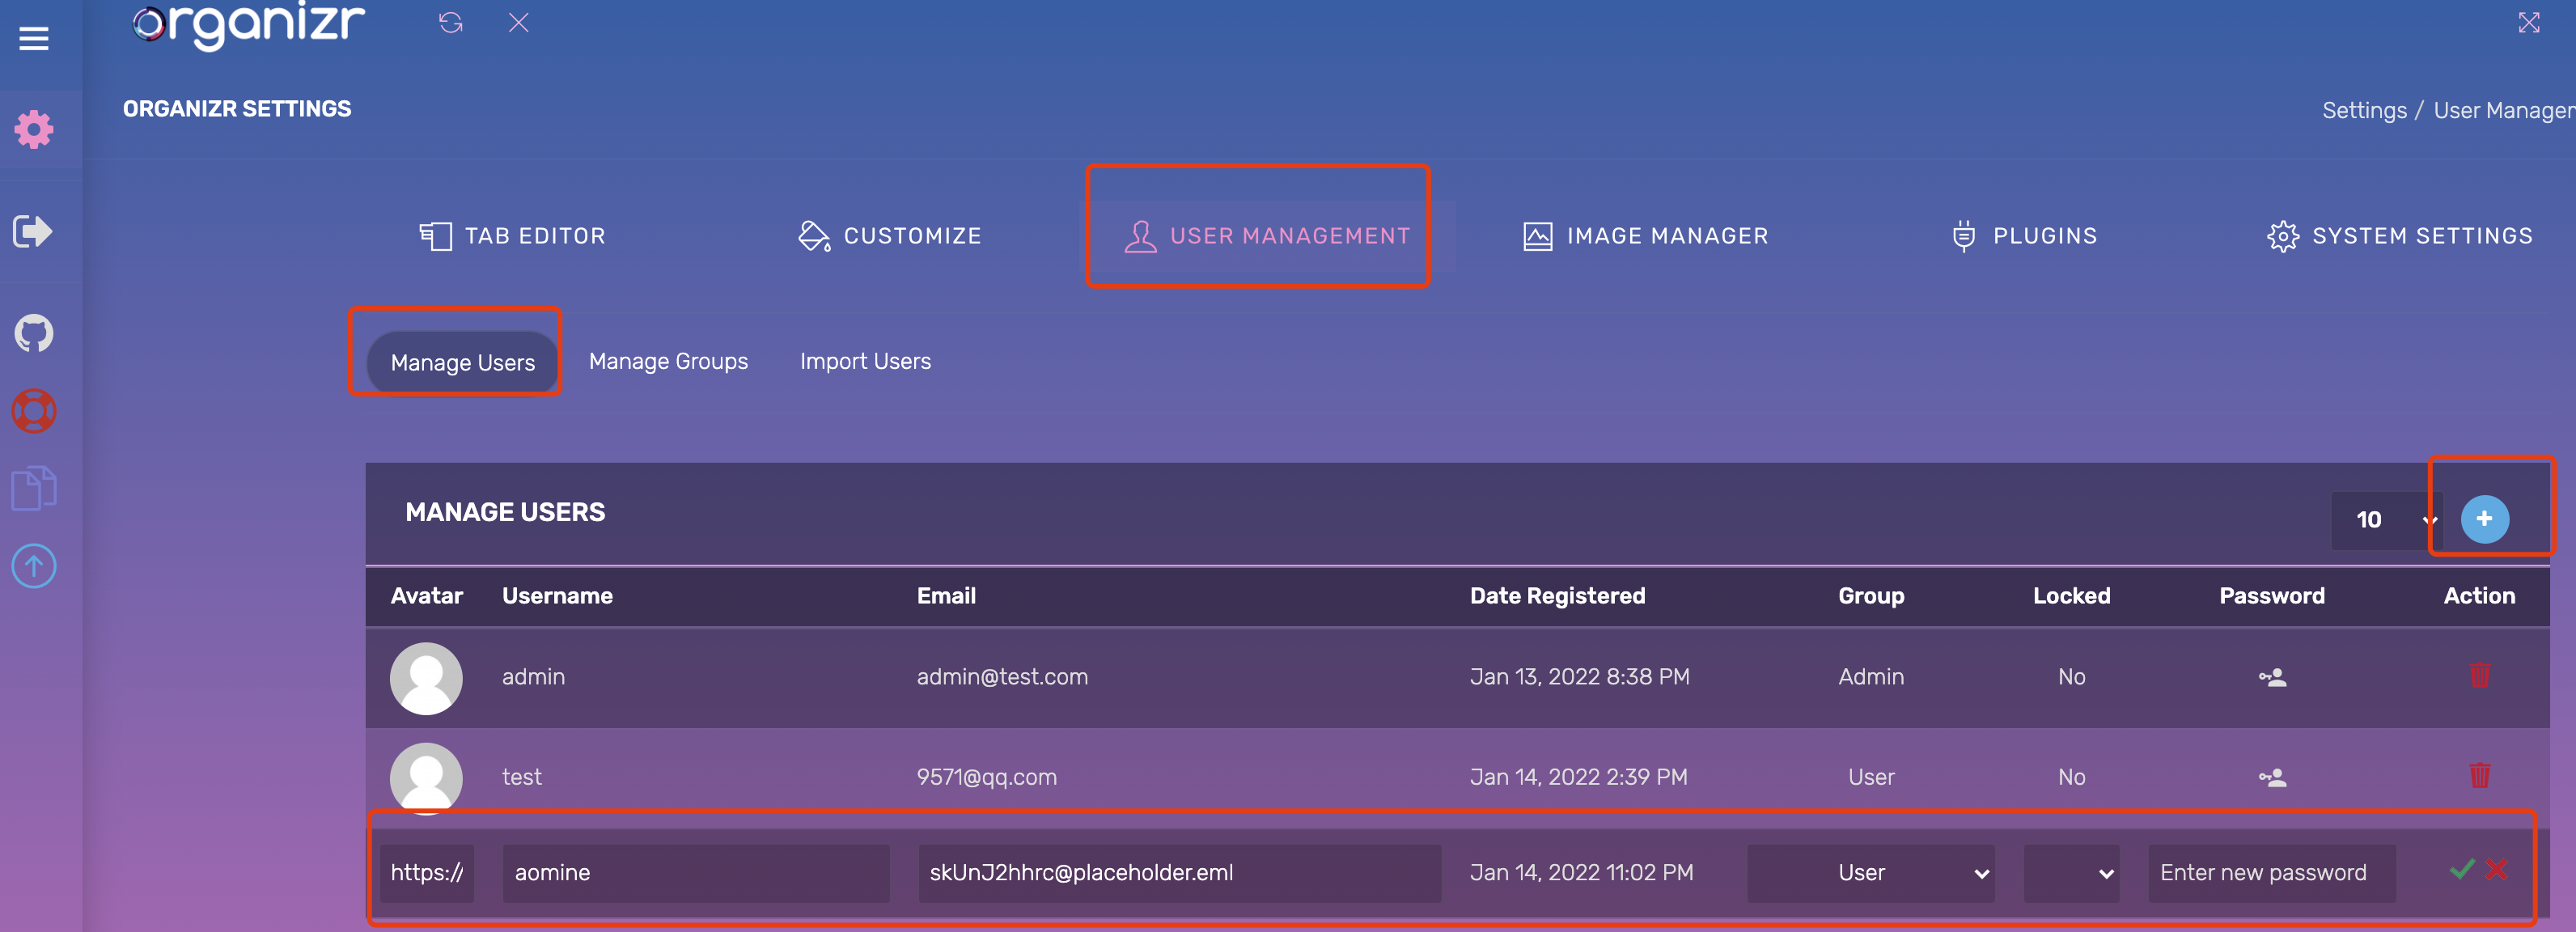 organizr
ORGANIZR SETTINGS
Settings / User Manager
TAB EDITOR CUSTOMIZE USER MANAGEMENT IMAGE MANAGER PLUGINS SYSTEM SETTINGS
Manage Users Manage Groups Import Users
MANAGE USERS 10
Avatar Username Email Date Registered Group Locked Password Action
admin admin@test.com Jan 13, 2022 8:38 PM Admin No
test 9571@qq.com Jan 14, 2022 2:39 PM User No
https:// aomine skUnJ2hhrc@placeholder.eml Jan 14, 2022 11:02 PM User Enter new password